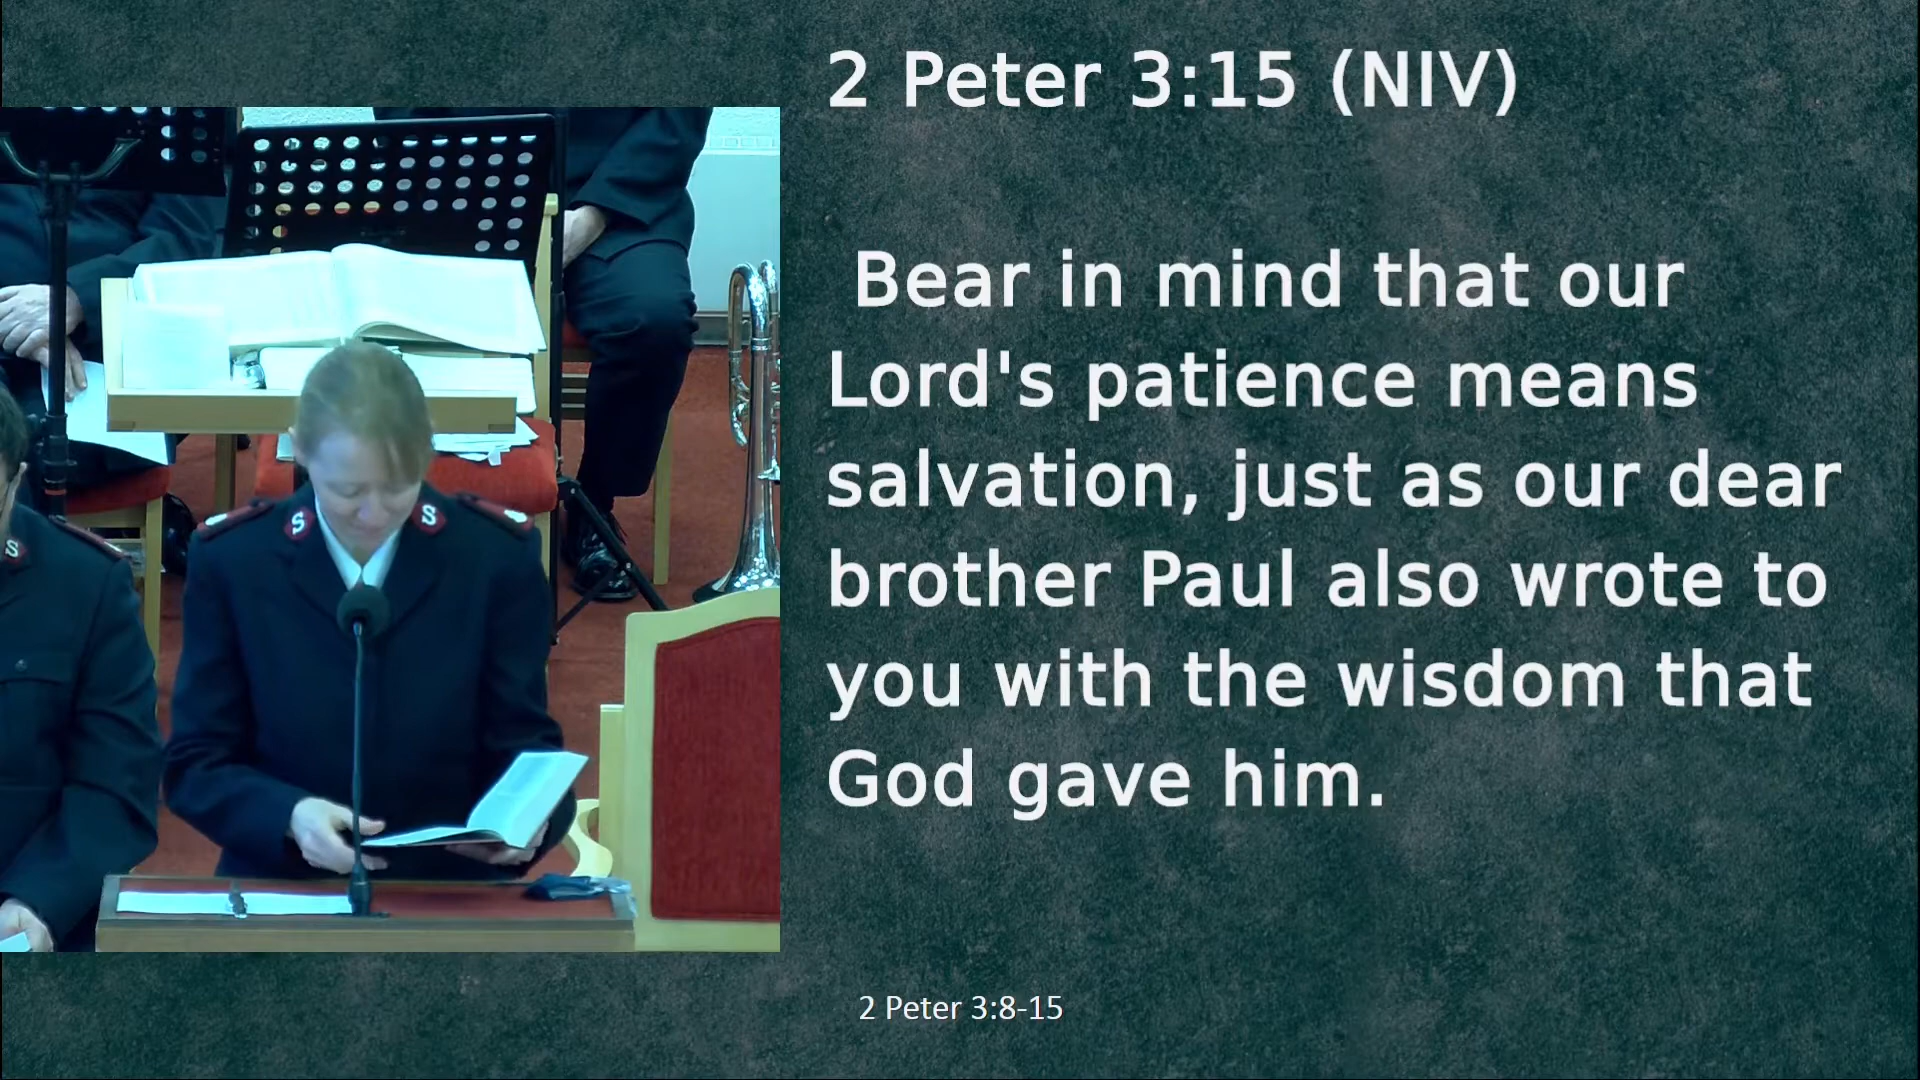 2 Peter 3:15 (NIV)
Bear in mind that our
Lord's patience means
salvation, just as our dear
brother Paul also wrote to
you with the wisdom that
God gave him.
S
S
S
2 Peter 3:8-15